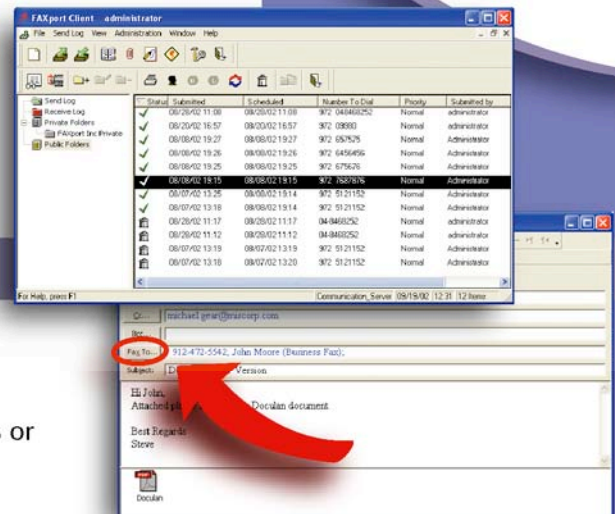 FAXport Client administrator
File Send Log View Administration Window Help
Send Log
Receive Log
Private Folders
FAXport Inc Private
Public Folders
Status Submitted Scheduled Number To Dial Priority Submitted by
08/28/02 11:08 08/28/02 11:08 972 048468252 Normal administrator
08/20/02 16:57 08/20/02 16:57 972 09980 Normal administrator
08/08/02 19:27 08/08/02 19:27 972 657575 Normal Administrator
08/08/02 19:26 08/08/02 19:26 972 6456456 Normal Administrator
08/08/02 19:25 08/08/02 19:25 972 675676 Normal Administrator
08/08/02 19:15 08/08/02 19:15 972 7687876 Normal Administrator
08/07/02 13:25 08/08/02 19:14 972 5121152 Normal Administrator
08/07/02 13:18 08/08/02 19:14 972 5121152 Normal Administrator
08/28/02 11:17 08/28/02 11:17 04-8468252 Normal administrator
08/28/02 11:12 08/28/02 11:12 04-8468252 Normal administrator
08/07/02 13:19 08/07/02 13:19 972 5121152 Normal Administrator
08/07/02 13:18 08/07/02 13:20 972 5121152 Normal Administrator
For Help, press F1 Communication_Server 09/19/02 12:31 12 Items
michael.gear@mircorp.com
Fax To... 912-472-5542, John Moore (Business Fax);
Subject: Version
Hi John,
Attached Doculan document
Best Regards
Steve
Doculan
or